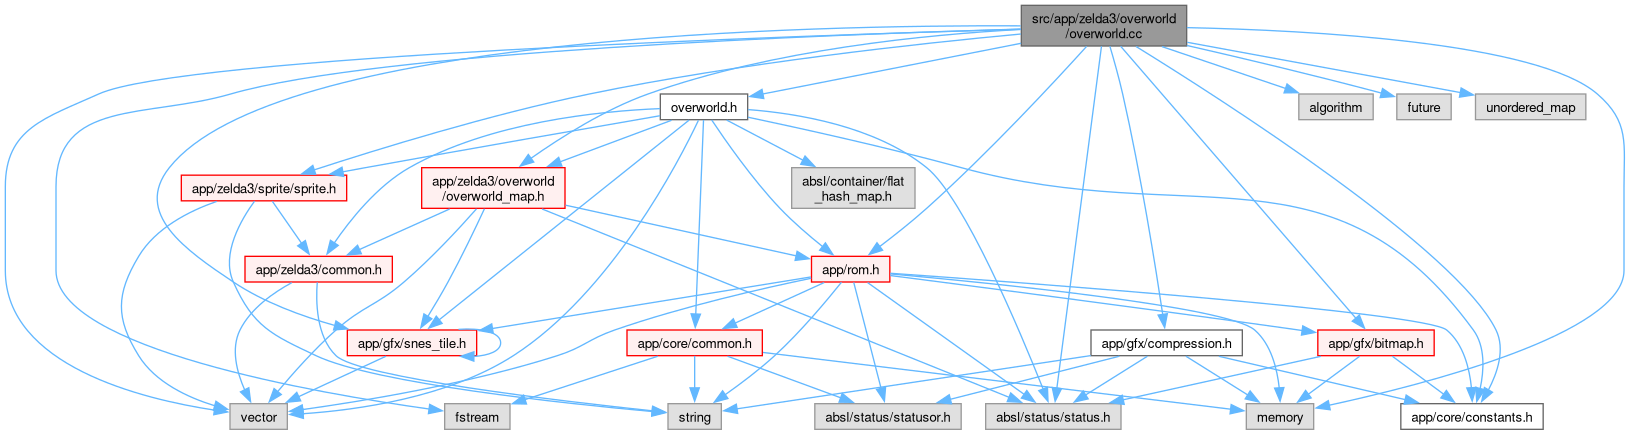 src/app/zelda3/overworld
/overworld.cc
overworld.h
algorithm
future
unordered_map
app/zelda3/sprite/sprite.h
app/zelda3/overworld
/overworld_map.h
absl/container/flat
_hash_map.h
app/zelda3/common.h
app/rom.h
app/gfx/snes_tile.h
app/core/common.h
app/gfx/compression.h
app/gfx/bitmap.h
vector
fstream
string
absl/status/statusor.h
absl/status/status.h
memory
app/core/constants.h